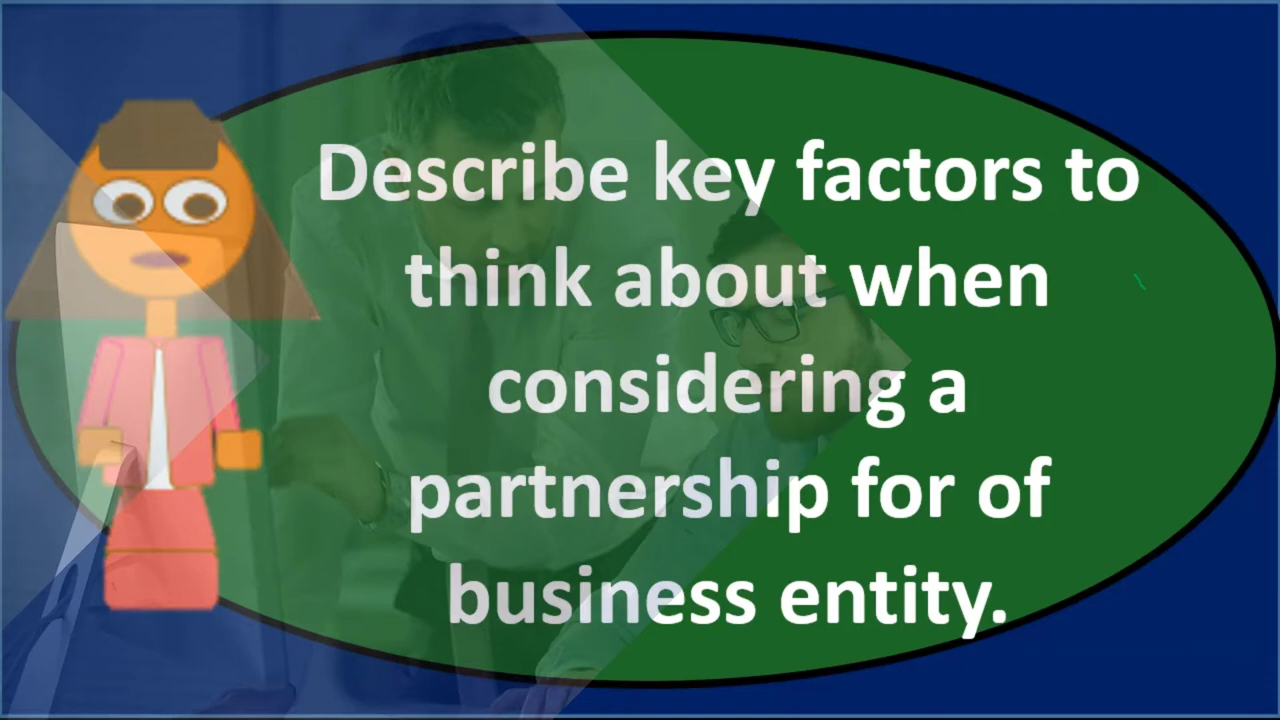 Describe key factors to
think about when
considering a
partnership for of
business entity.